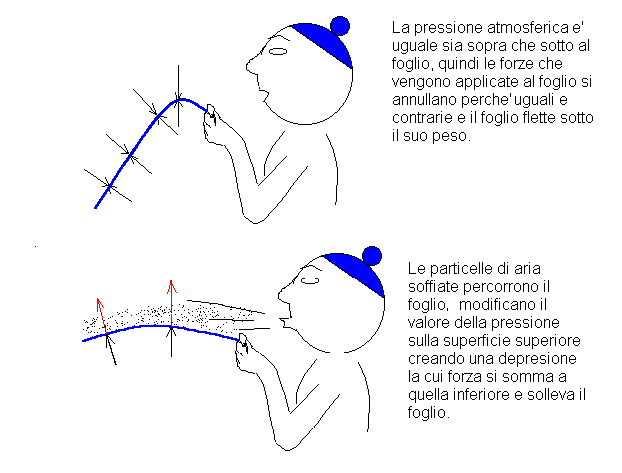 La pressione atmosferica e'
uguale sia sopra che sotto al
foglio, quindi le forze che
vengono applicate al foglio si
annullano perche'uguali e
contrarie e il foglio flette sotto
il suo peso.
Le particelle di aria
soffiate percorrono il
foglio,  modificano il
valore della pressione
sulla superficie superiore
creando una depresione
la cui forza si somma a
quella inferiore e solleva il
foglio.